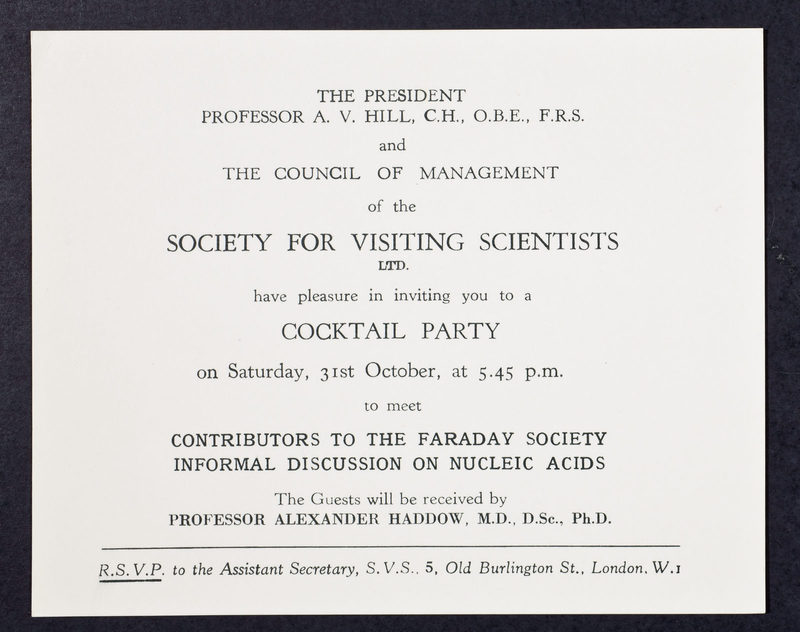 THE PRESIDENT
PROFESSOR A. V. HILL, C.H., O.B.E., F.R.S.
and
THE COUNCIL OF MANAGEMENT
of the
SOCIETY FOR VISITING SCIENTISTS
LTD.
have pleasure in inviting you to a
COCKTAIL PARTY
on Saturday, 31st October, at 5.45 p.m.
to meet
CONTRIBUTORS TO THE FARADAY SOCIETY
INFORMAL DISCUSSION ON NUCLEIC ACIDS
The Guests will be received by
PROFESSOR ALEXANDER HADDOW, M.D., D.Sc., Ph.D.
R.S.V.P. to the Assistant Secretary, S.V.S., 5, Old Burlington St., London, W.1